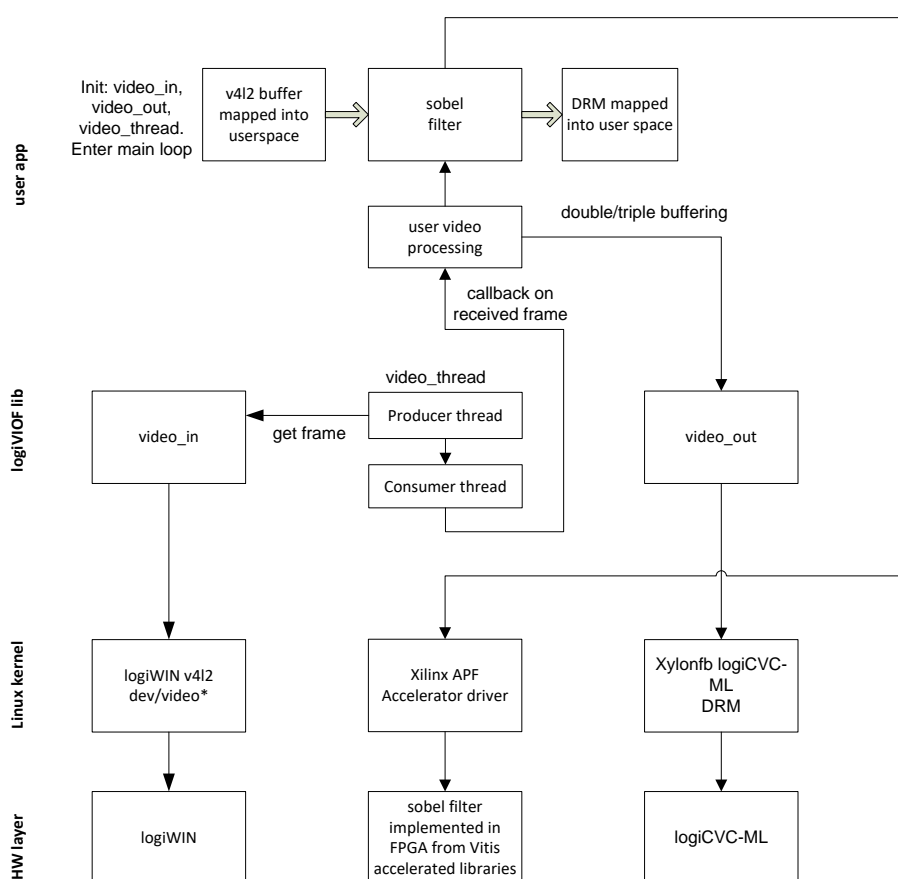 Init: video_in,
video_out,
video_thread.
Enter main loop
v4l2 buffer
mapped into
userspace
sobel
filter
DRM mapped
into user space
user app
user video
processing
double/triple buffering
callback on
received frame
logiVIOF lib
video_thread
video_in
get frame
Producer thread
Consumer thread
video_out
Linux kernel
logiWIN v4l2
dev/video*
Xilinx APF
Accelerator driver
Xylonfb logiCVC-
ML
DRM
HW layer
logiWIN
sobel filter
implemented in
FPGA from Vitis
accelerated libraries
logiCVC-ML